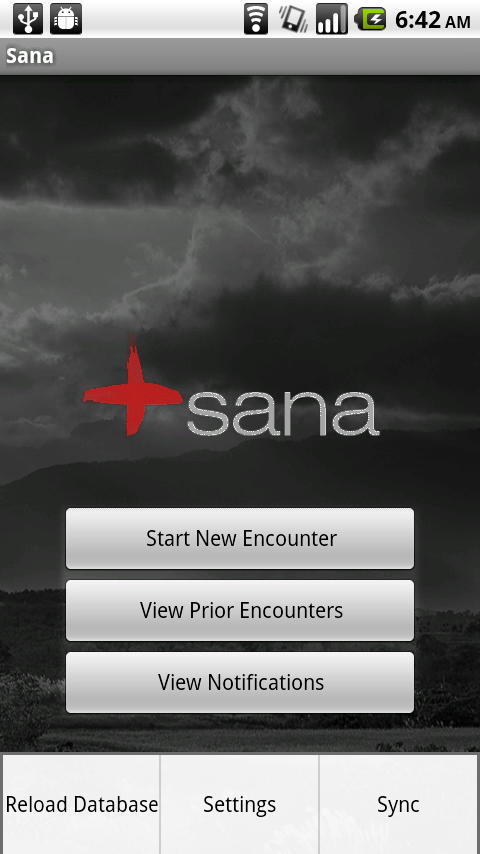 6:42 AM
Sana
sana
Start New Encounter
View Prior Encounters
View Notifications
Reload Database
Settings
Sync